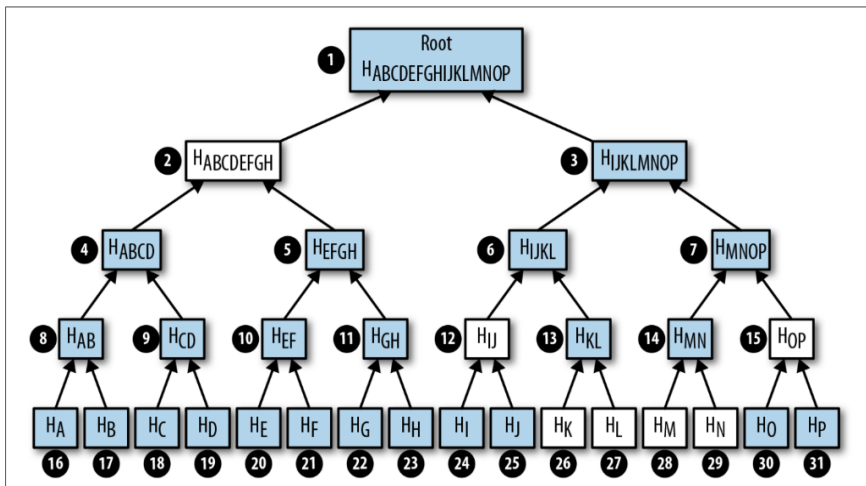 1
Root
HABCDEFGHIJKLMNOP
2
HABCDEFGH
3
HIJKLMNOP
4
HABCD
5
HEFGH
6
HIJKL
7
HMNOP
8
HAB
9
HCD
10
HEF
11
HGH
12
HIJ
13
HKL
14
HMN
15
HOP
HA
HB
HC
HD
HE
HF
HG
HH
HI
HJ
HK
HL
HM
HN
HO
HP
16
17
18
19
20
21
22
23
24
25
26
27
28
29
30
31